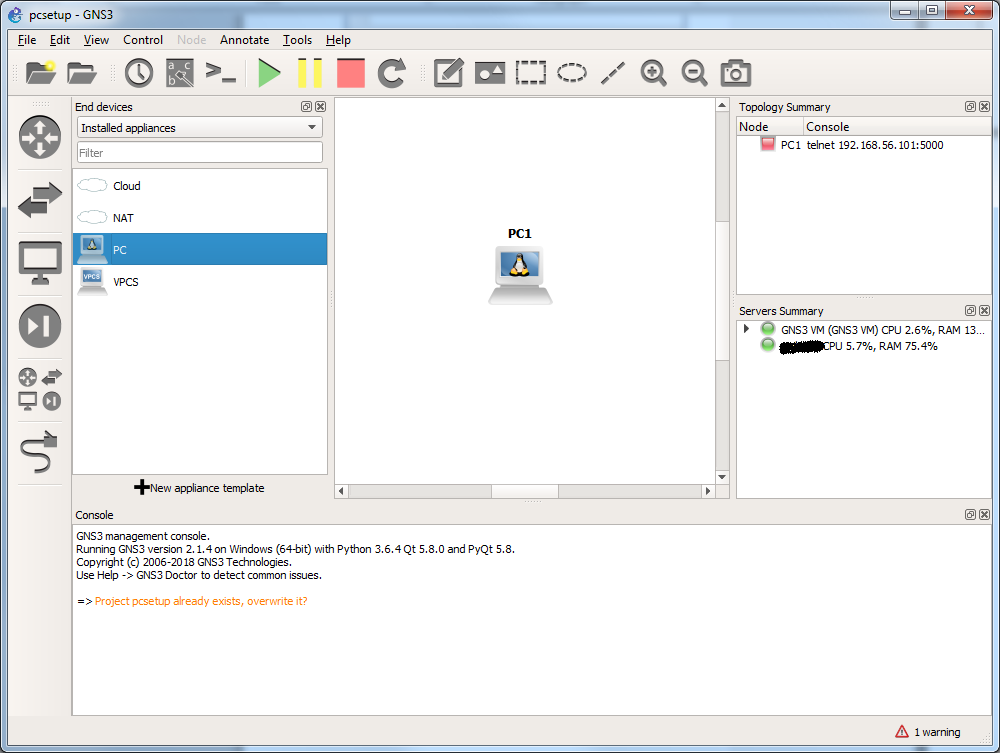 pcsetup - GNS3
File Edit View Control Node Annotate Tools Help
End devices
Installed appliances
Filter
Cloud
NAT
PC
VPCS
VPCS
New appliance template
PC1
Topology Summary
Node Console
PC1 telnet 192.168.56.101:5000
Servers Summary
GNS3 VM (GNS3 VM) CPU 2.6%, RAM 13...
CPU 5.7%, RAM 75.4%
Console
GNS3 management console.
Running GNS3 version 2.1.4 on Windows (64-bit) with Python 3.6.4 Qt 5.8.0 and PyQt 5.8.
Copyright (c) 2006-2018 GNS3 Technologies.
Use Help -> GNS3 Doctor to detect common issues.
=> Project pcsetup already exists, overwrite it?
1 warning